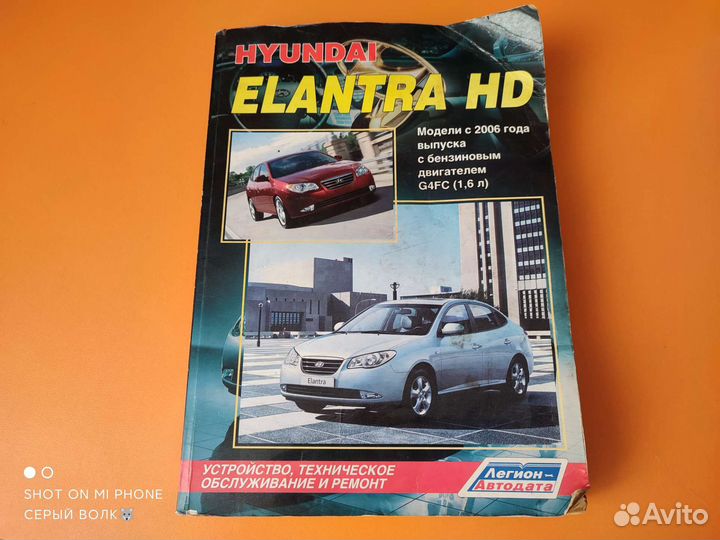 HYUNDAI
ELANTRA HD
Модели с 2006 года
выпуска
с бензиновым
двигателем
G4FC (1,6 л)
Elantra
УСТРОЙСТВО, ТЕХНИЧЕСКОЕ
ОБСЛУЖИВАНИЕ И РЕМОНТ
Легион-
Автодата
SHOT ON MI PHONE
СЕРЫЙ ВОЛК🐺
Avito